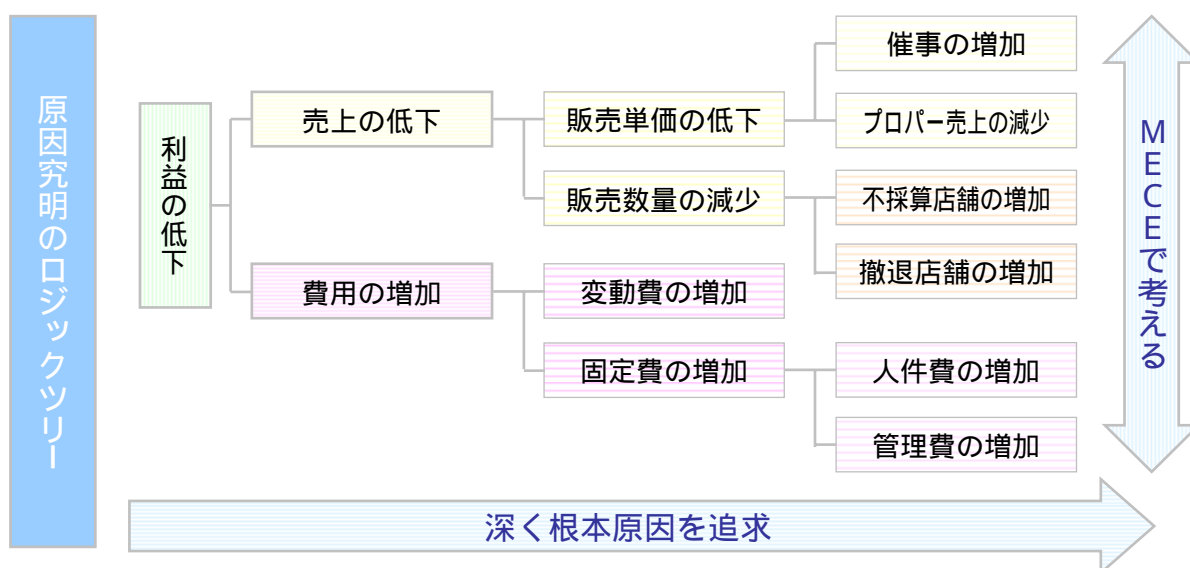 原因究明のロジックツリー
利益の低下
売上の低下
販売単価の低下
催事の増加
プロパー売上の減少
販売数量の減少
不採算店舗の増加
撤退店舗の増加
費用の増加
変動費の増加
固定費の増加
人件費の増加
管理費の増加
MECEで考える
深く根本原因を追求